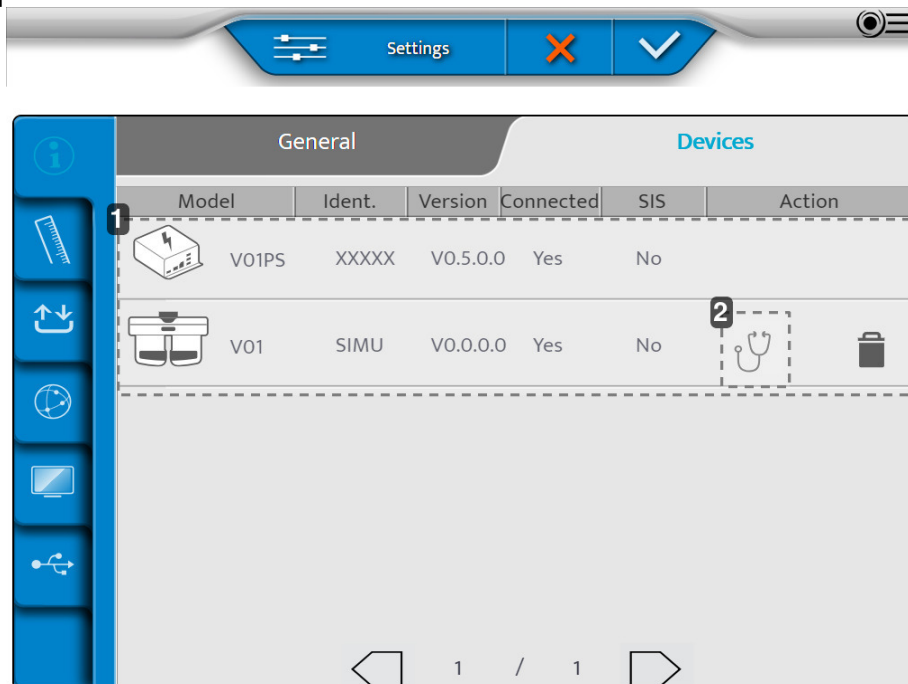 Settings
General Devices
Model Ident. Version Connected SIS Action
1
V01PS XXXXX V0.5.0.0 Yes No
2
V01 SIMU V0.0.0.0 Yes No
1 / 1